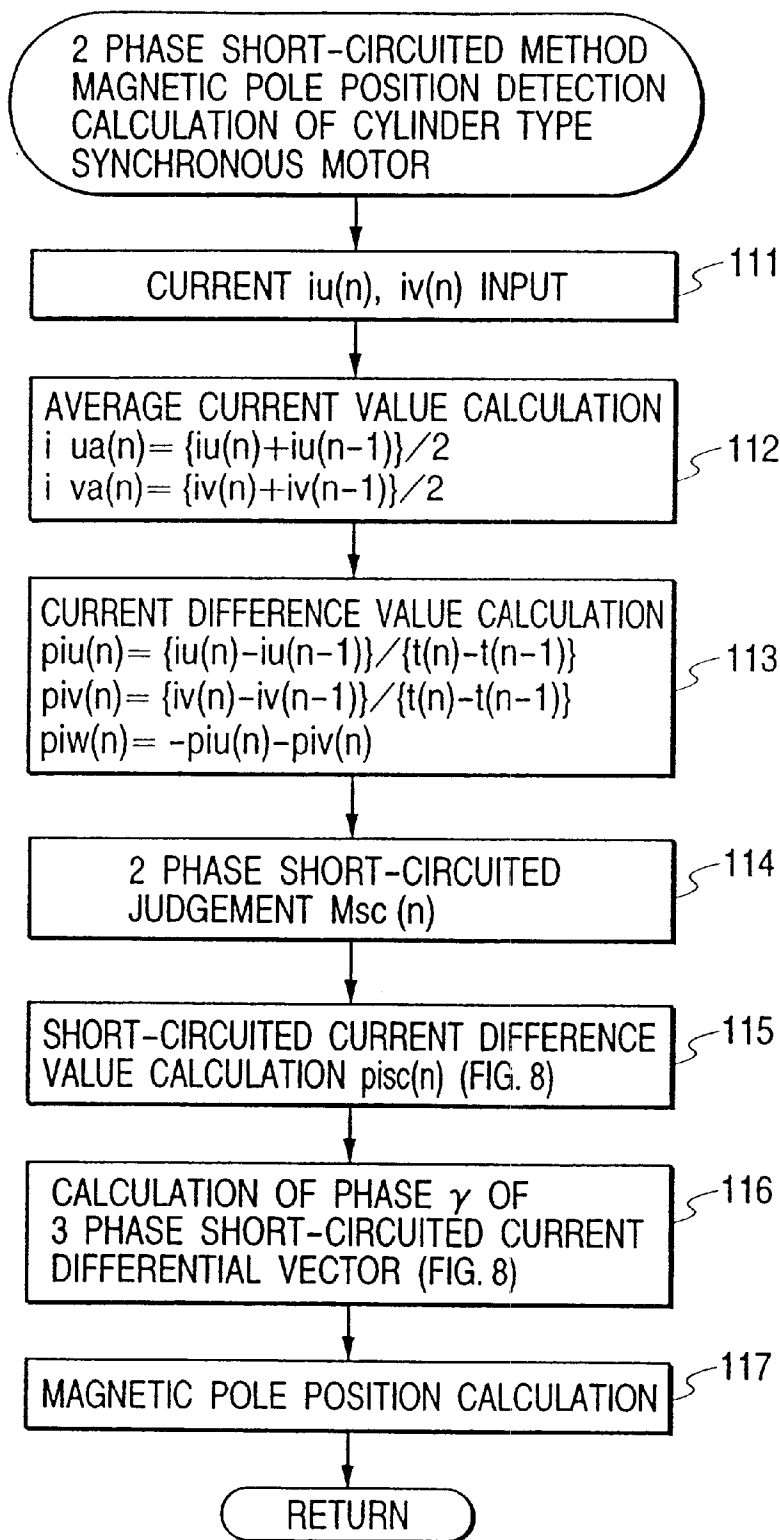 2 PHASE SHORT-CIRCUITED METHOD
MAGNETIC POLE POSITION DETECTION
CALCULATION OF CYLINDER TYPE
SYNCHRONOUS MOTOR
CURRENT iu(n), iv(n) INPUT
111
AVERAGE CURRENT VALUE CALCULATION
i ua(n)= {iu(n)+iu(n-1)}/2
i va(n)= {iv(n)+iv(n-1)}/2
112
CURRENT DIFFERENCE VALUE CALCULATION
piu(n)= {iu(n)-iu(n-1)}/{t(n)-t(n-1)}
piv(n)= {iv(n)-iv(n-1)}/{t(n)-t(n-1)}
piw(n)= -piu(n)-piv(n)
113
2 PHASE SHORT-CIRCUITED
JUDGEMENT Msc (n)
114
SHORT-CIRCUITED CURRENT DIFFERENCE
VALUE CALCULATION pisc(n) (FIG. 8)
115
CALCULATION OF PHASE γ OF
3 PHASE SHORT-CIRCUITED CURRENT
DIFFERENTIAL VECTOR (FIG. 8)
116
MAGNETIC POLE POSITION CALCULATION
117
RETURN